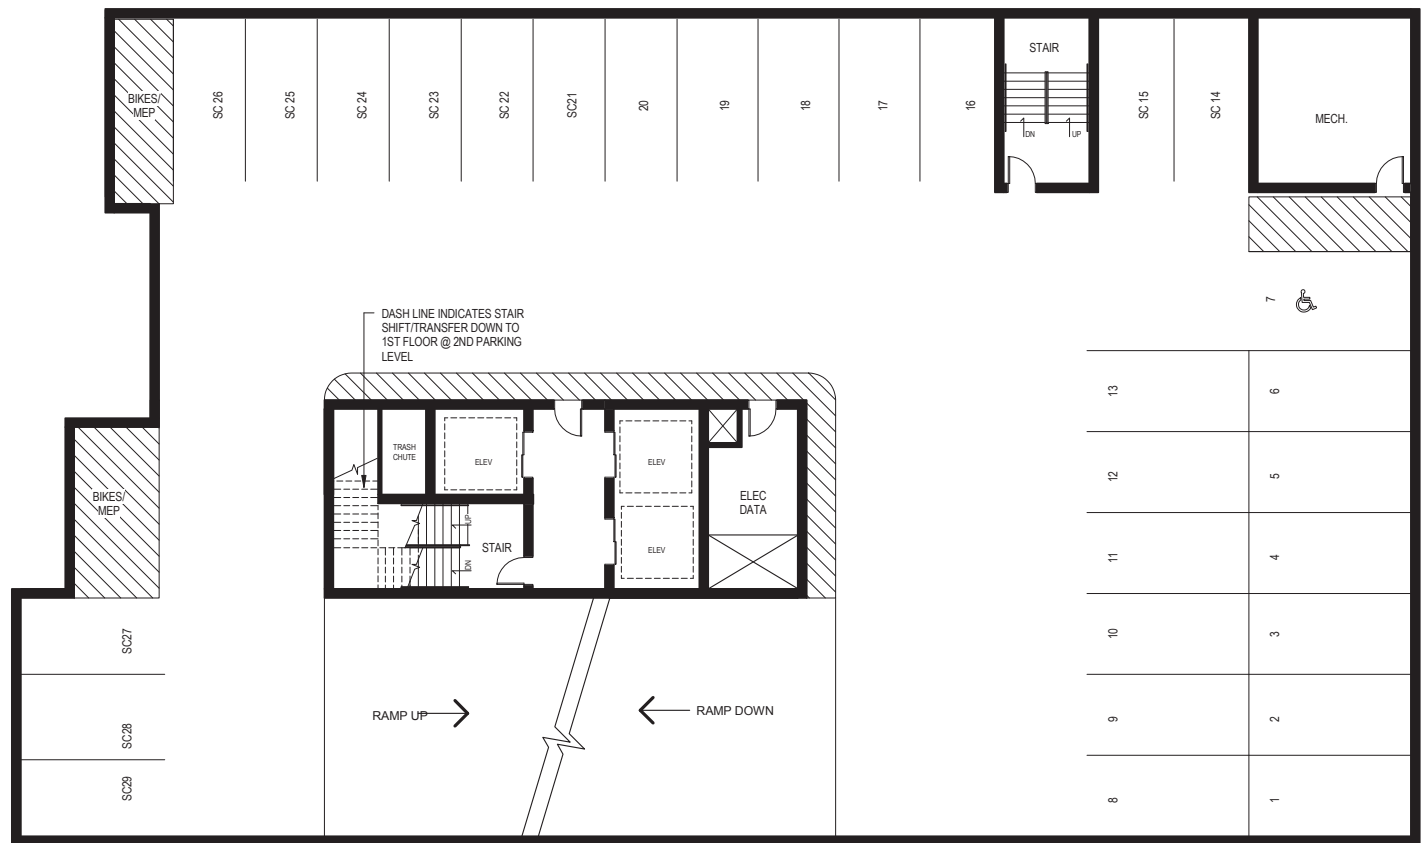 BIKES/
MEP
SC 26
SC 25
SC 24
SC 23
SC 22
SC21
20
19
18
17
16
STAIR
DN
UP
SC 15
SC 14
MECH.
7
DASH LINE INDICATES STAIR
SHIFT/TRANSFER DOWN TO
1ST FLOOR @ 2ND PARKING
LEVEL
13
6
TRASH
CHUTE
ELEV
ELEV
12
5
BIKES/
MEP
ELEC
DATA
UP
STAIR
DN
ELEV
11
4
SC27
10
3
RAMP UP
RAMP DOWN
SC28
9
2
SC29
8
1